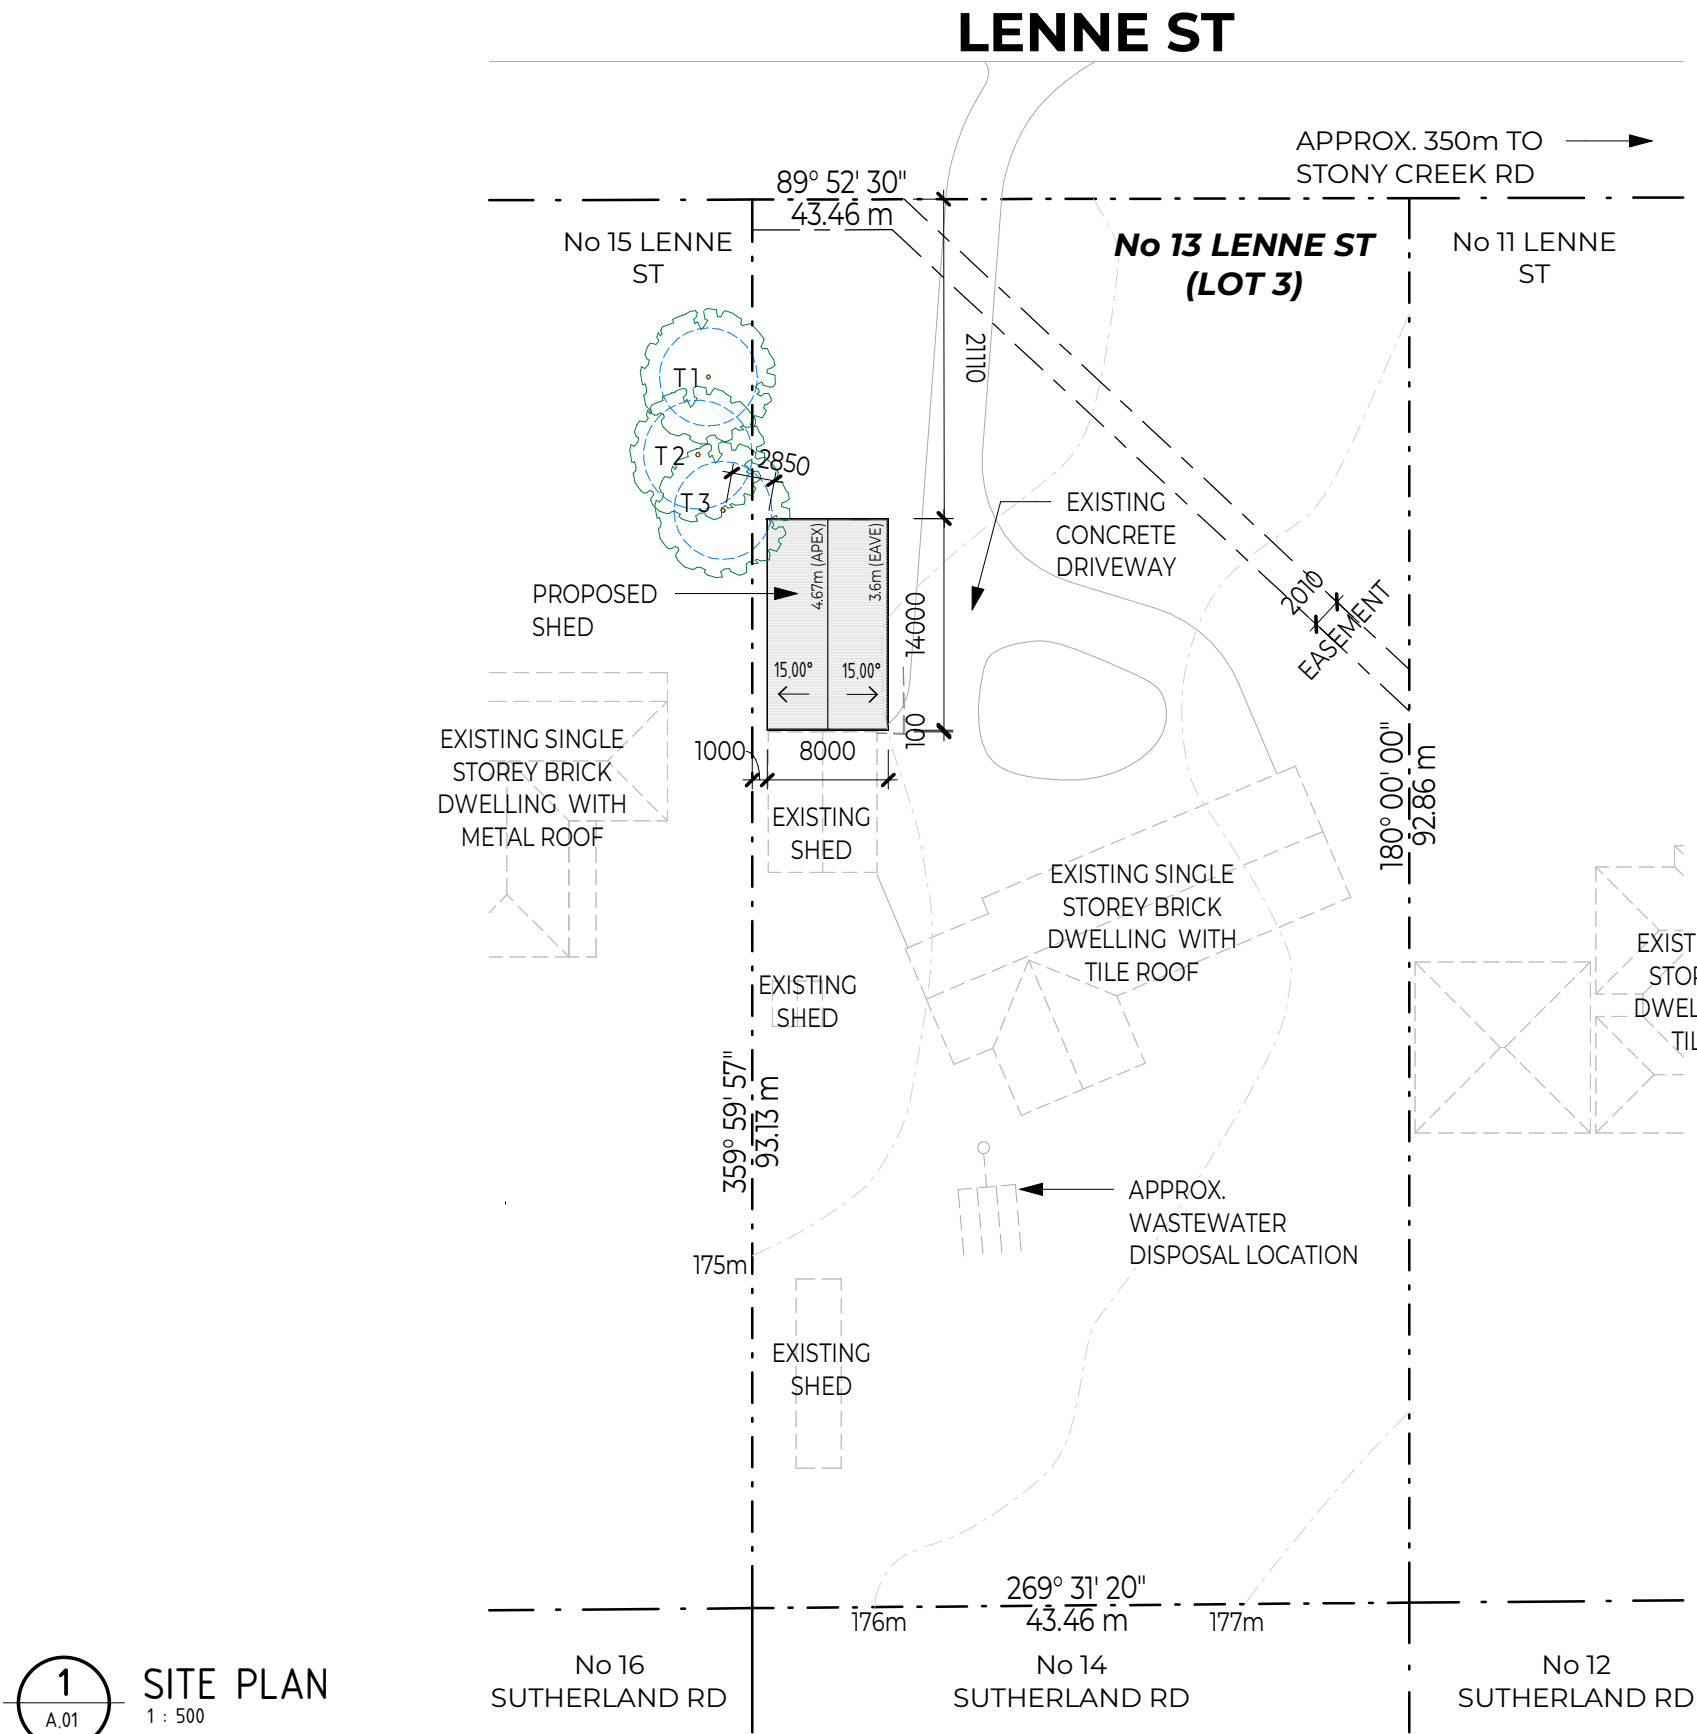 LENNE ST
APPROX. 350m TO
STONY CREEK RD
89° 52' 30"
43.46 m
No 15 LENNE
ST
No 13 LENNE ST
(LOT 3)
No 11 LENNE
ST
21110
T1
T2
2850
T3
EXISTING
CONCRETE
DRIVEWAY
4.67m (APEX)
3.6m (EAVE)
PROPOSED
SHED
14000
2010
EASEMENT
15.00°
15.00°
100
1000
8000
EXISTING SINGLE
STOREY BRICK
DWELLING WITH
METAL ROOF
180° 00' 00"
92.86 m
EXISTING
SHED
EXISTING SINGLE
STOREY BRICK
DWELLING WITH
TILE ROOF
EXIST
STOR
DWEL
TIL
EXISTING
SHED
359° 59' 57"
93.13 m
APPROX.
WASTEWATER
DISPOSAL LOCATION
175m
EXISTING
SHED
269° 31' 20"
43.46 m
176m
177m
No 16
SUTHERLAND RD
No 14
SUTHERLAND RD
No 12
SUTHERLAND RD
1
A.01
SITE PLAN
1 : 500